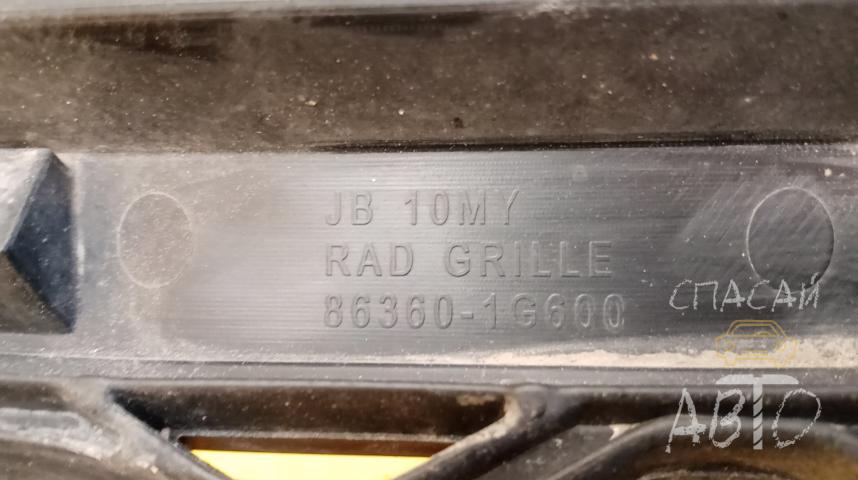 JB 10MY
RAD GRILLE
86360-1G600
СПАСАЙ
АВТО